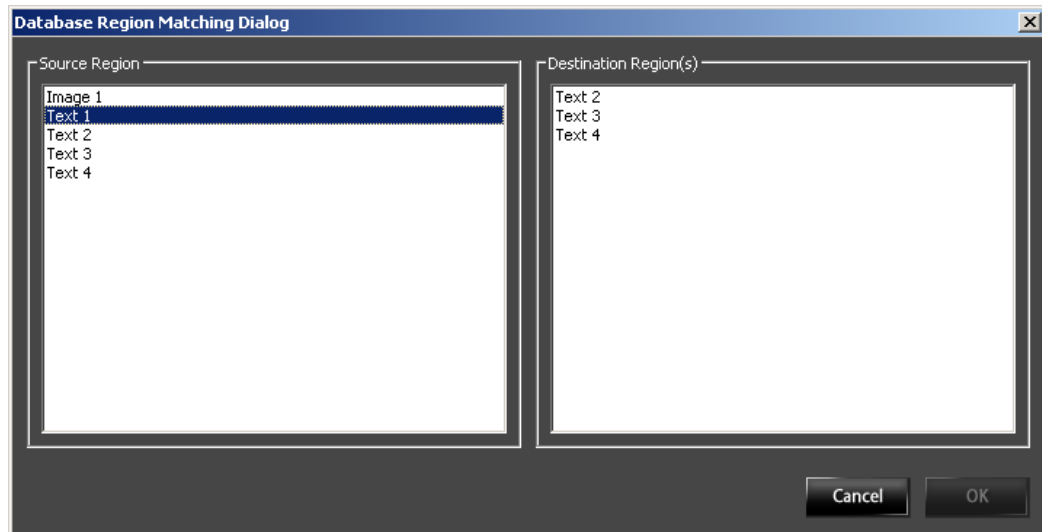 Database Region Matching Dialog
Source Region
Image 1
Text 1
Text 2
Text 3
Text 4
Destination Region(s)
Text 2
Text 3
Text 4
Cancel
OK